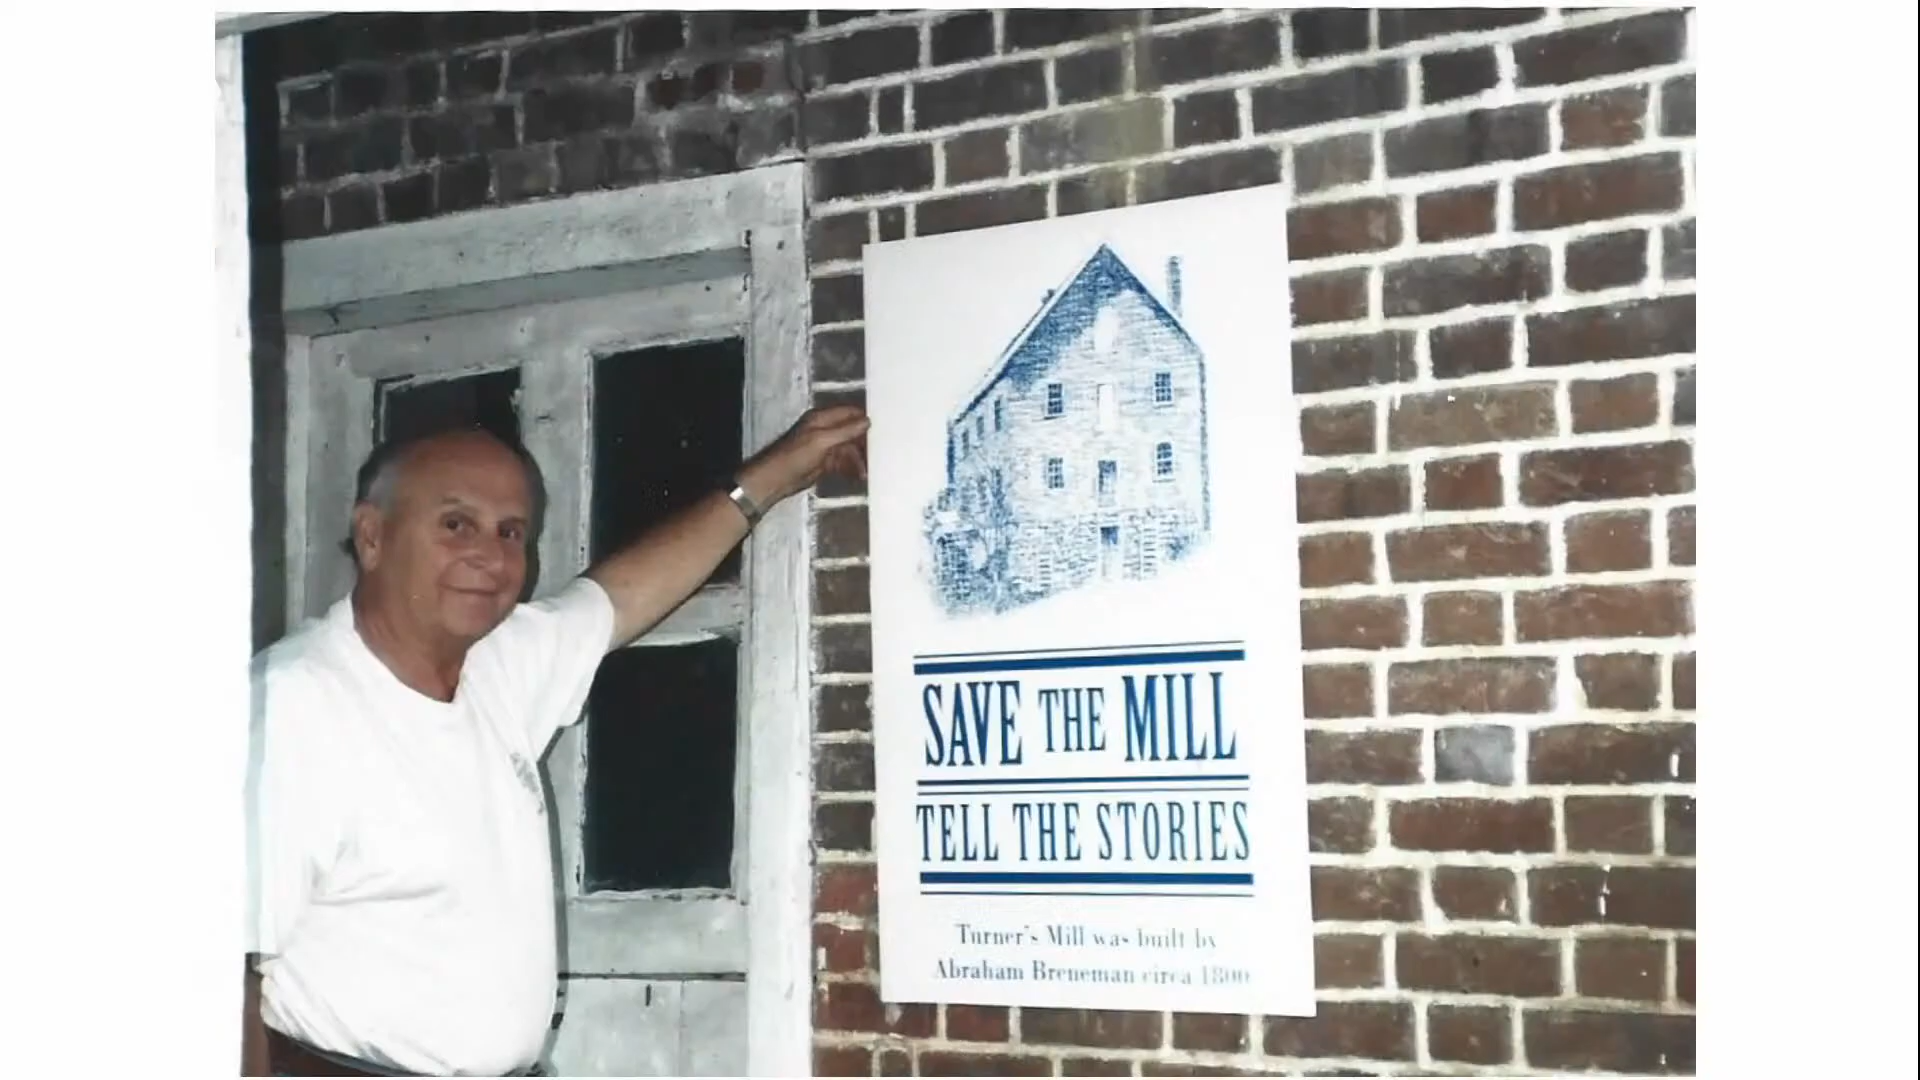 SAVE THE MILL
TELL THE STORIES
Turner's Mill was built by
Abraham Breneman circa 1800